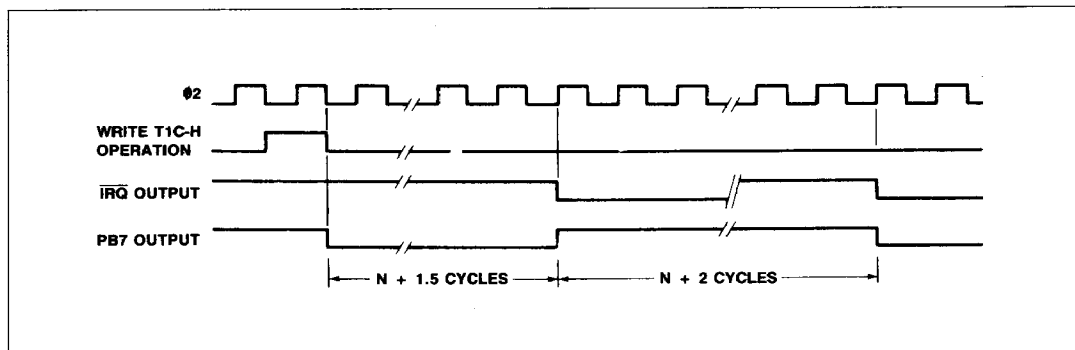 ϕ2
WRITE T1C-H
OPERATION
IRQ OUTPUT
PB7 OUTPUT
N + 1.5 CYCLES
N + 2 CYCLES